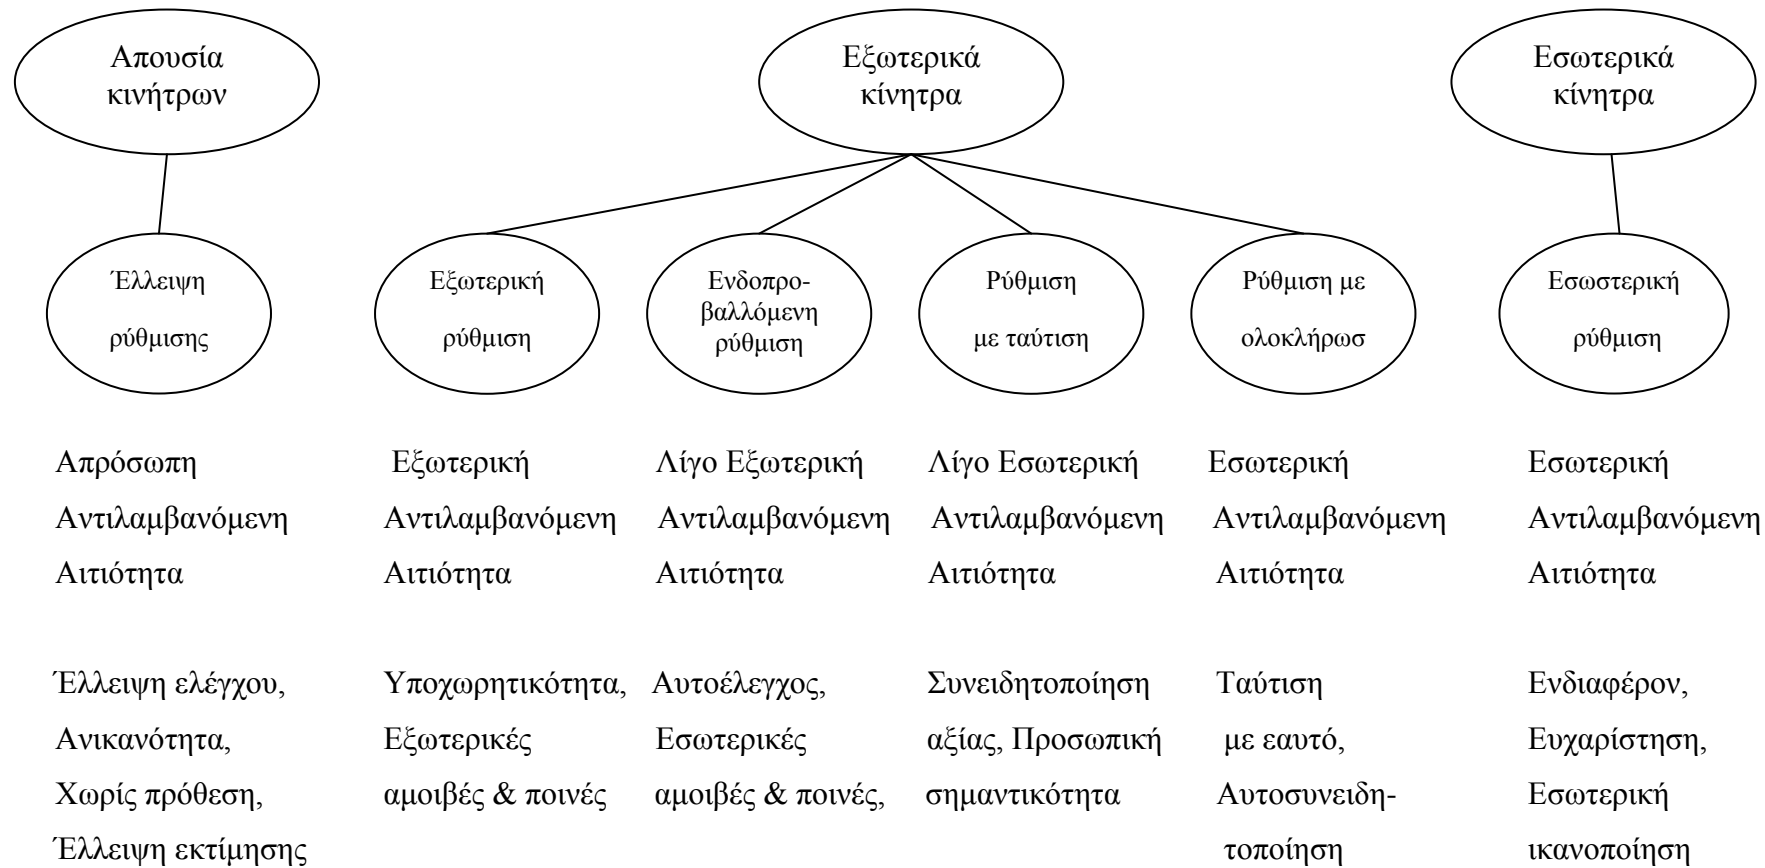 Απουσία
κινήτρων
Εξωτερικά
κίνητρα
Εσωτερικά
κίνητρα
Έλλειψη
ρύθμισης
Εξωτερική
ρύθμιση
Ενδοπρο-
βαλλόμενη
ρύθμιση
Ρύθμιση
με ταύτιση
Ρύθμιση με
ολοκλήρωσ
Εσωστερική
ρύθμιση
Απρόσωπη
Αντιλαμβανόμενη
Αιτιότητα
Εξωτερική
Αντιλαμβανόμενη
Αιτιότητα
Λίγο Εξωτερική
Αντιλαμβανόμενη
Αιτιότητα
Λίγο Εσωτερική
Αντιλαμβανόμενη
Αιτιότητα
Εσωτερική
Αντιλαμβανόμενη
Αιτιότητα
Εσωτερική
Αντιλαμβανόμενη
Αιτιότητα
Έλλειψη ελέγχου,
Ανικανότητα,
Χωρίς πρόθεση,
Έλλειψη εκτίμησης
Υποχωρητικότητα,
Εξωτερικές
αμοιβές & ποινές
Αυτοέλεγχος,
Εσωτερικές
αμοιβές & ποινές,
Συνειδητοποίηση
αξίας, Προσωπική
σημαντικότητα
Ταύτιση
με εαυτό,
Αυτοσυνειδη-
τοποίηση
Ενδιαφέρον,
Ευχαρίστηση,
Εσωτερική
ικανοποίηση